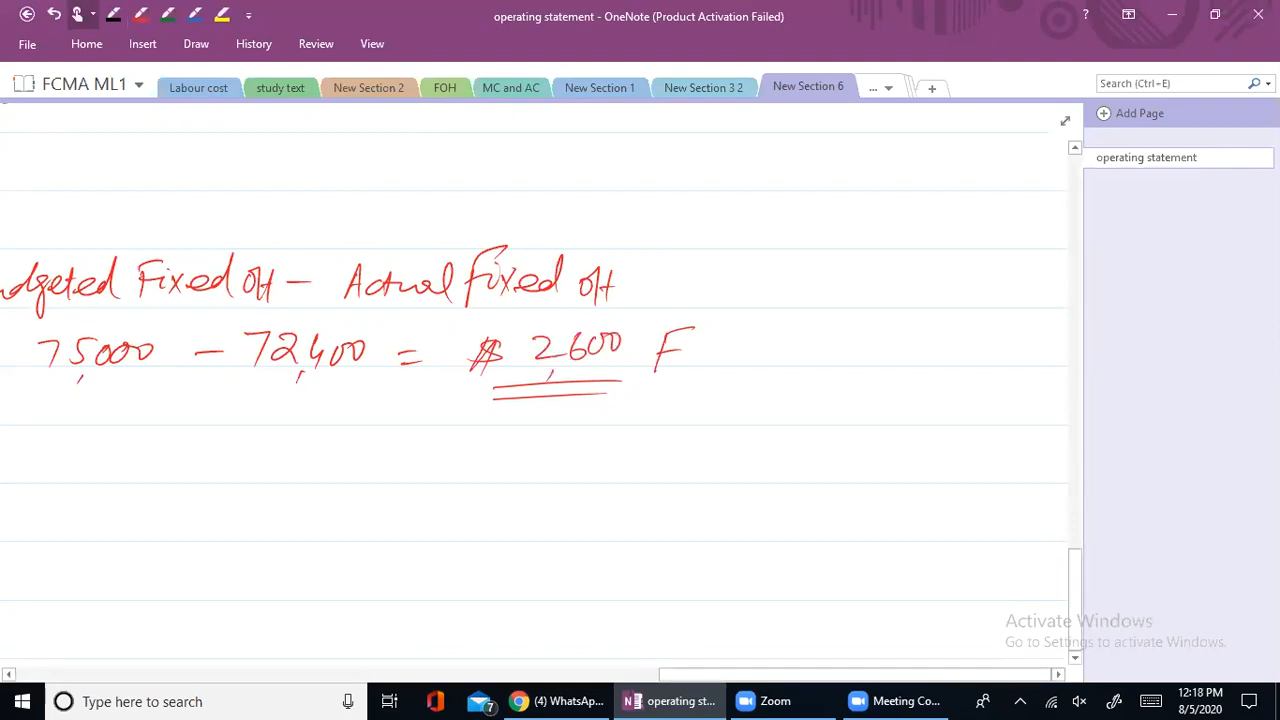 operating statement - OneNote (Product Activation Failed)
?
File Home Insert Draw History Review View
FCMA ML1
Labour cost study text New Section 2 FOH MC and AC New Section 1 New Section 3 2 New Section 6 ...
Search (Ctrl+E)
Add Page
operating statement
udgeted Fixed oH - Actual fixed oH
75,000 - 72,400 = $ 2,600 F
Activate Windows
Go to Settings to activate Windows.
Type here to search
7
(4) WhatsApp...
operating st...
Zoom
Meeting Co...
12:18 PM
8/5/2020